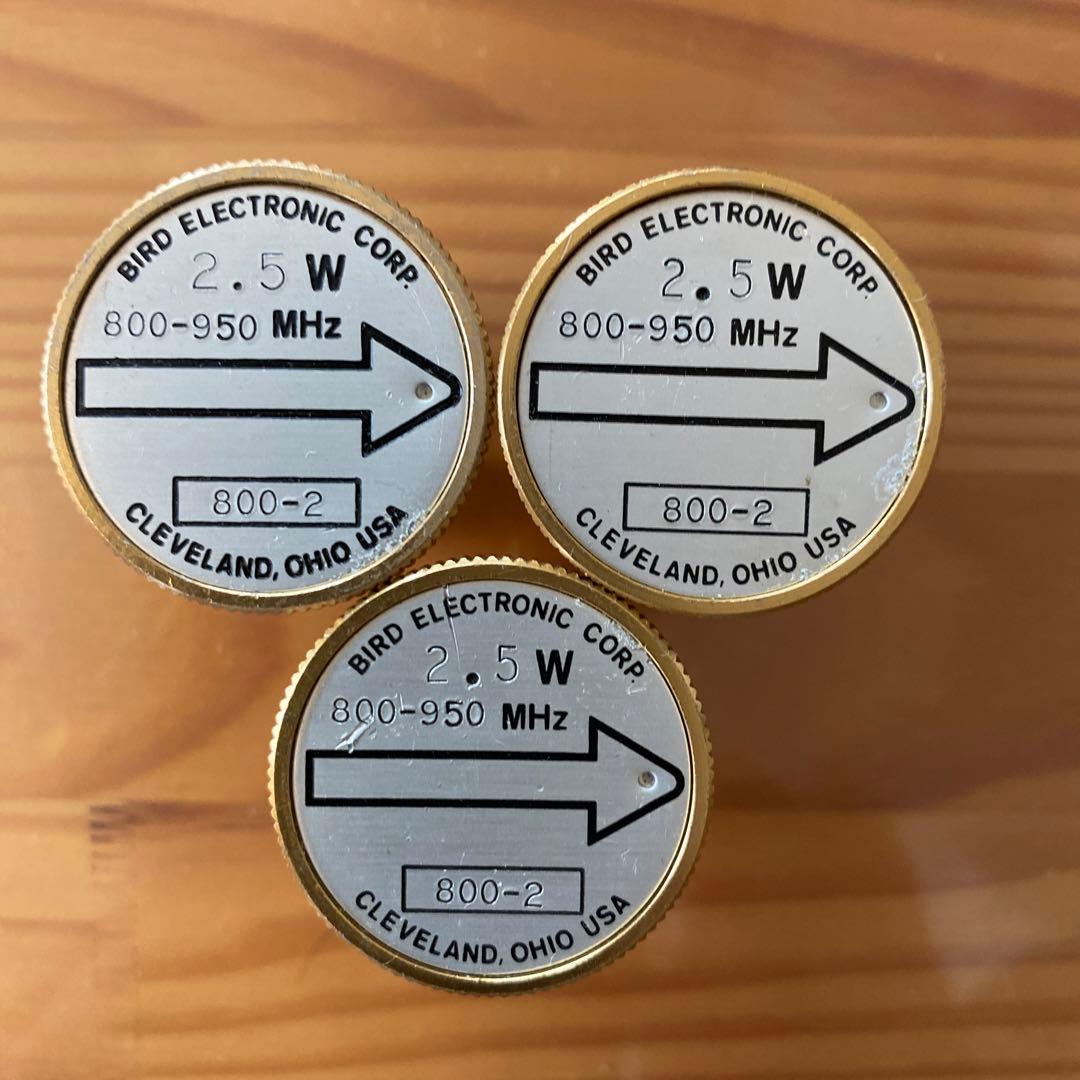 BIRD ELECTRONIC CORP.
2.5 W
800-950 MHz
800-2
CLEVELAND, OHIO USA
BIRD ELECTRONIC CORP.
2.5 W
800-950 MHz
800-2
CLEVELAND, OHIO USA
BIRD ELECTRONIC CORP.
2.5 W
800-950 MHz
800-2
CLEVELAND, OHIO USA